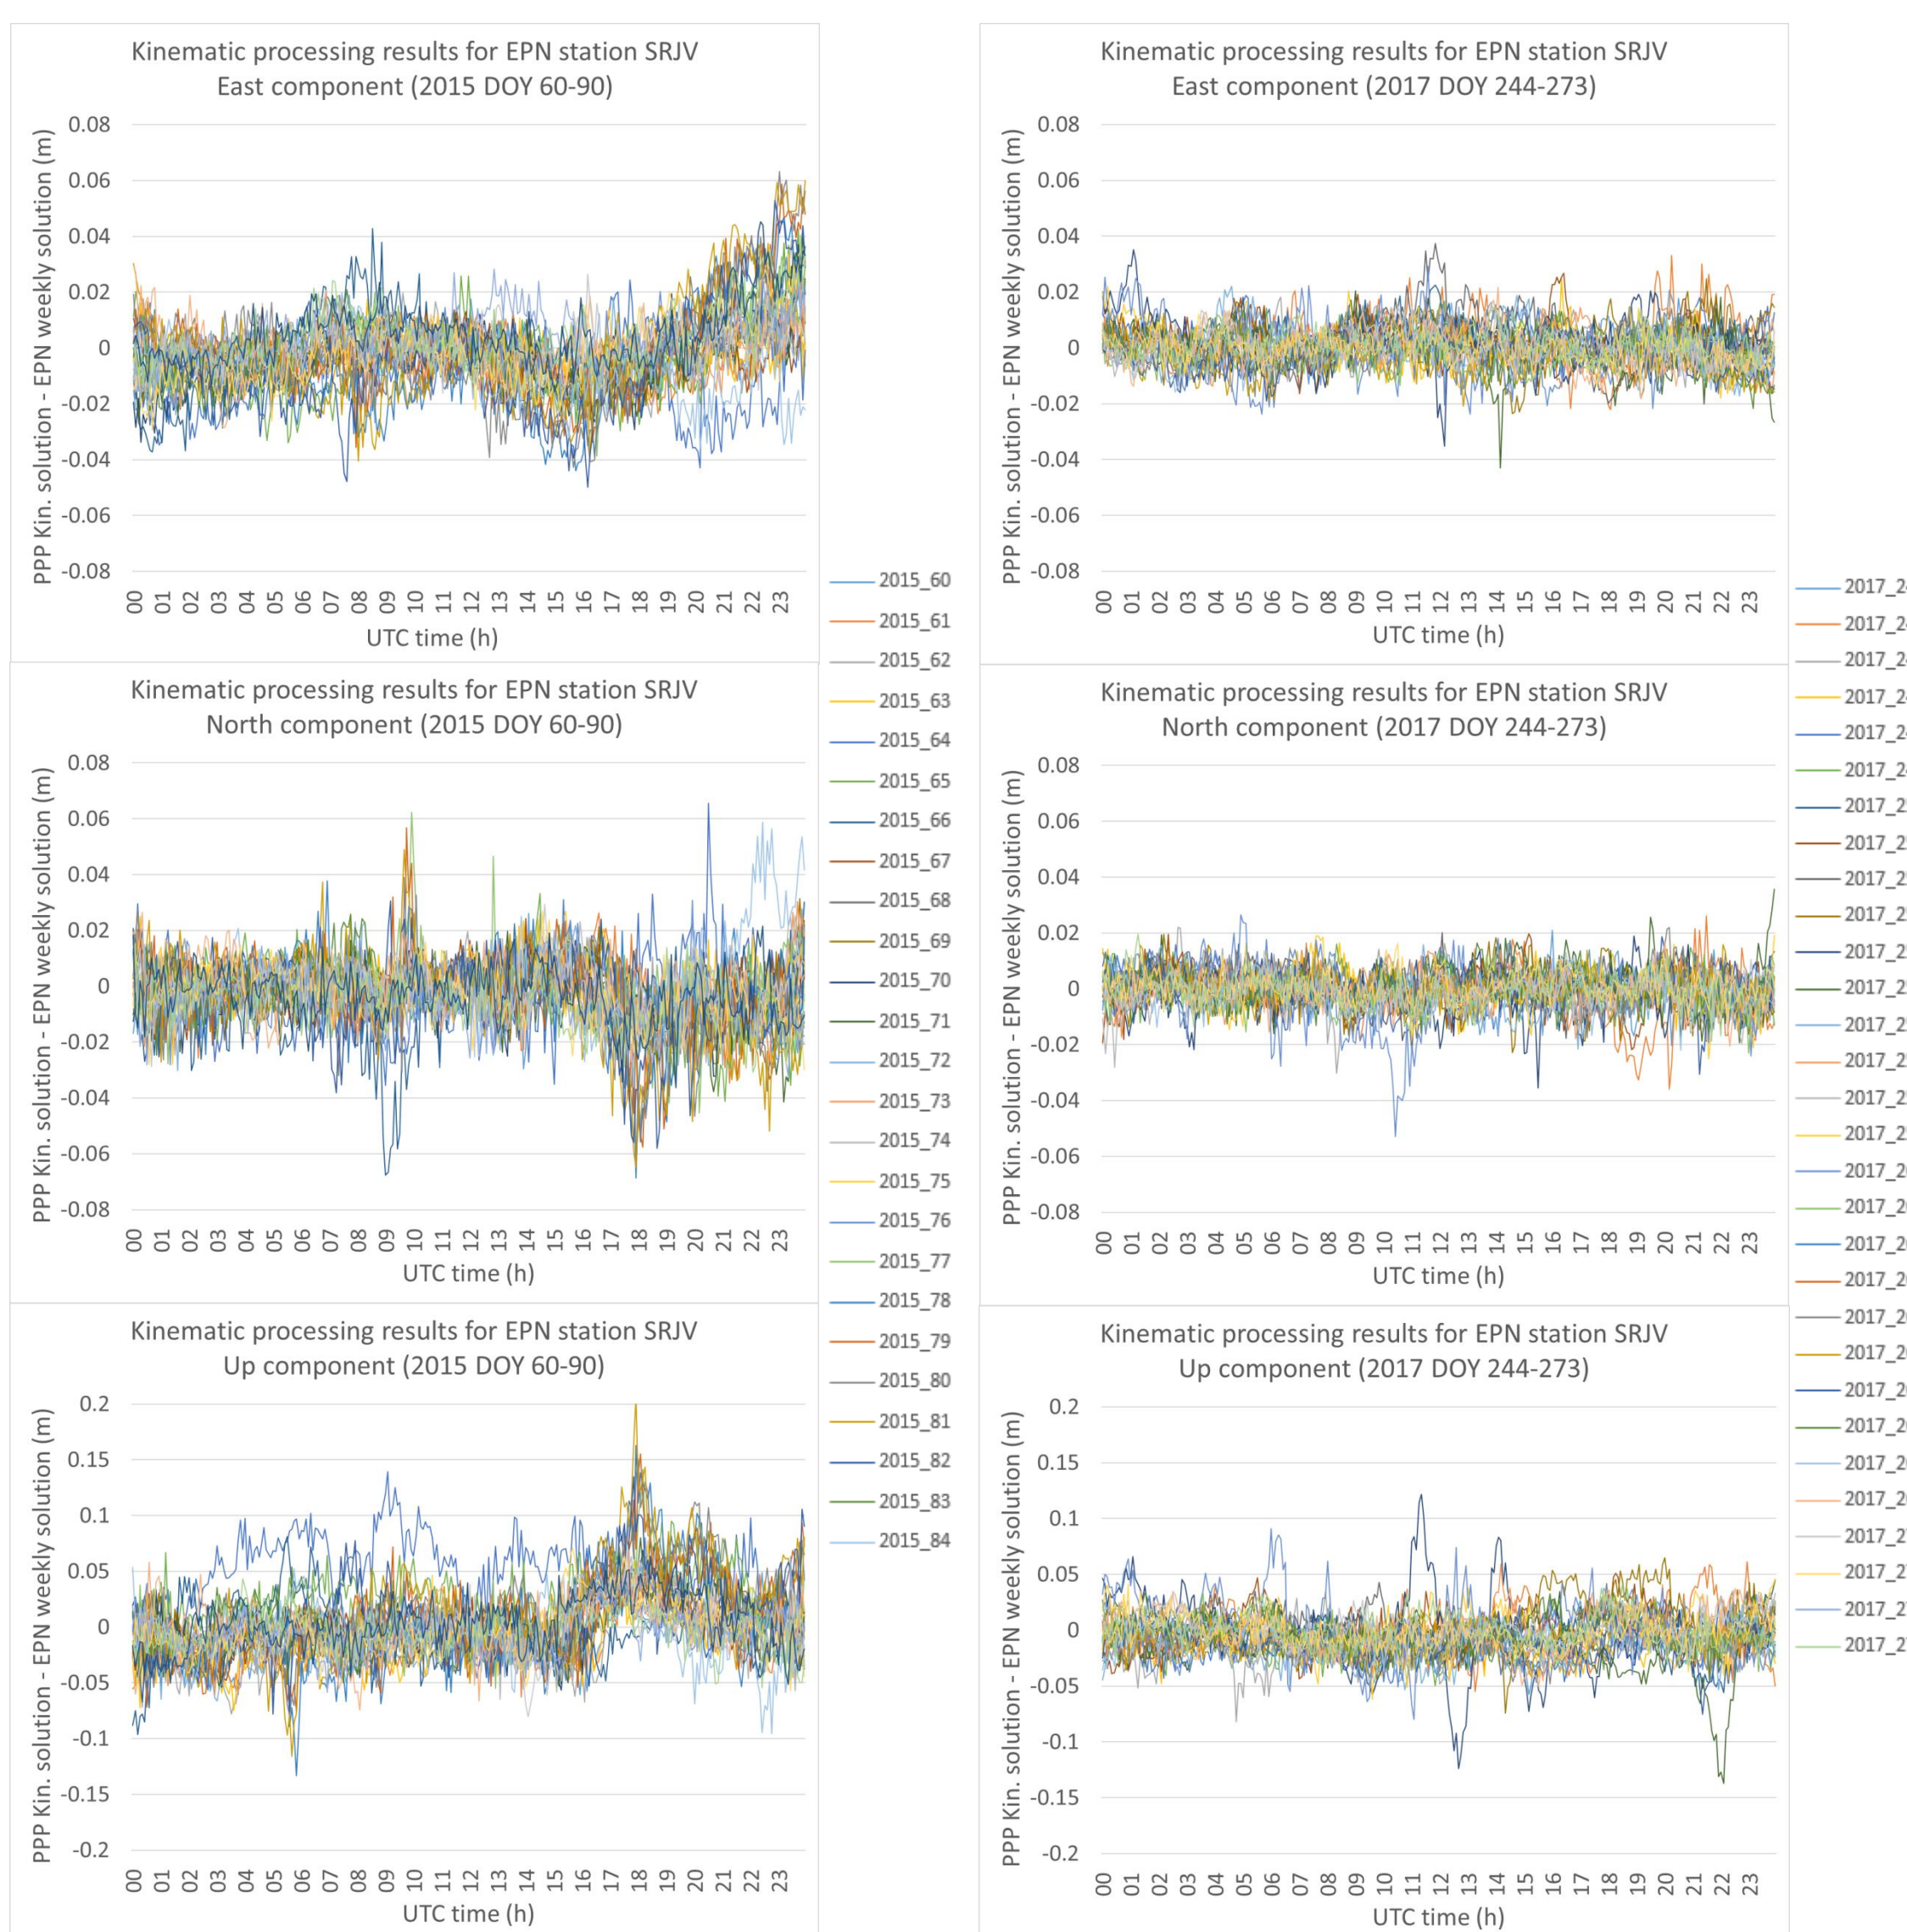 Kinematic processing results for EPN station SRJV
East component (2015 DOY 60-90)
PPP Kin. solution - EPN weekly solution (m)
0.08
0.06
0.04
0.02
0
-0.02
-0.04
-0.06
-0.08
00 01 02 03 04 05 06 07 08 09 10 11 12 13 14 15 16 17 18 19 20 21 22 23
UTC time (h)
Kinematic processing results for EPN station SRJV
North component (2015 DOY 60-90)
PPP Kin. solution - EPN weekly solution (m)
0.08
0.06
0.04
0.02
0
-0.02
-0.04
-0.06
-0.08
00 01 02 03 04 05 06 07 08 09 10 11 12 13 14 15 16 17 18 19 20 21 22 23
UTC time (h)
Kinematic processing results for EPN station SRJV
Up component (2015 DOY 60-90)
PPP Kin. solution - EPN weekly solution (m)
0.2
0.15
0.1
0.05
0
-0.05
-0.1
-0.15
-0.2
00 01 02 03 04 05 06 07 08 09 10 11 12 13 14 15 16 17 18 19 20 21 22 23
UTC time (h)
2015_60
2015_61
2015_62
2015_63
2015_64
2015_65
2015_66
2015_67
2015_68
2015_69
2015_70
2015_71
2015_72
2015_73
2015_74
2015_75
2015_76
2015_77
2015_78
2015_79
2015_80
2015_81
2015_82
2015_83
2015_84
Kinematic processing results for EPN station SRJV
East component (2017 DOY 244-273)
PPP Kin. solution - EPN weekly solution (m)
0.08
0.06
0.04
0.02
0
-0.02
-0.04
-0.06
-0.08
00 01 02 03 04 05 06 07 08 09 10 11 12 13 14 15 16 17 18 19 20 21 22 23
UTC time (h)
Kinematic processing results for EPN station SRJV
North component (2017 DOY 244-273)
PPP Kin. solution - EPN weekly solution (m)
0.08
0.06
0.04
0.02
0
-0.02
-0.04
-0.06
-0.08
00 01 02 03 04 05 06 07 08 09 10 11 12 13 14 15 16 17 18 19 20 21 22 23
UTC time (h)
Kinematic processing results for EPN station SRJV
Up component (2017 DOY 244-273)
PPP Kin. solution - EPN weekly solution (m)
0.2
0.15
0.1
0.05
0
-0.05
-0.1
-0.15
-0.2
00 01 02 03 04 05 06 07 08 09 10 11 12 13 14 15 16 17 18 19 20 21 22 23
UTC time (h)